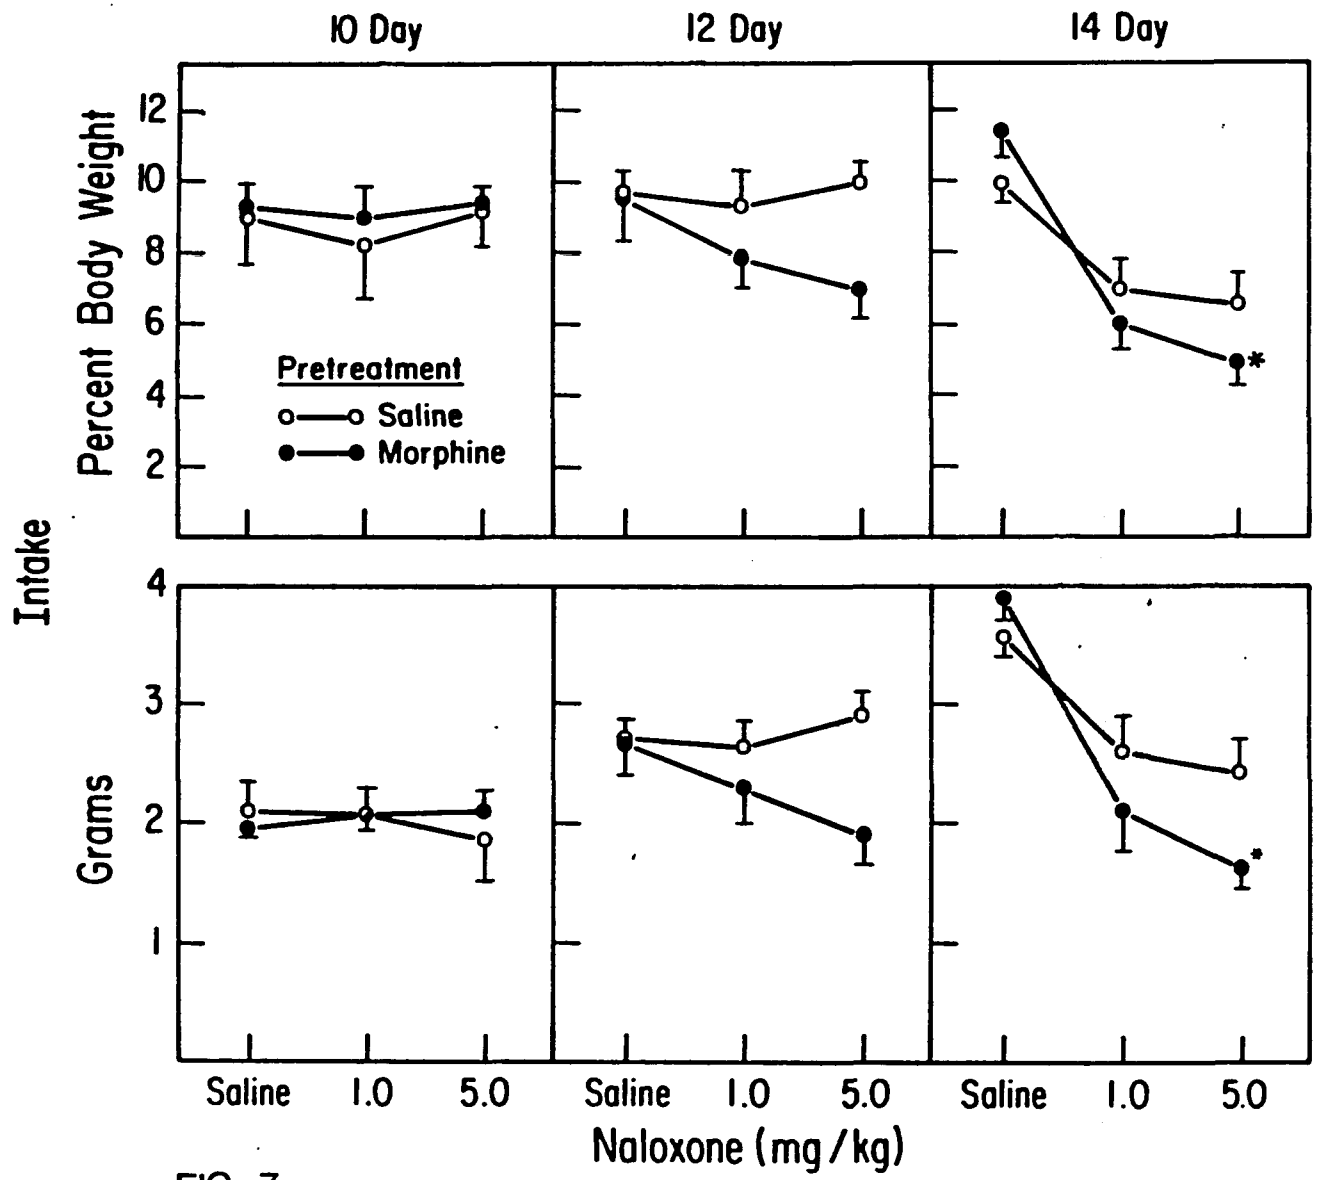 10 Day 12 Day 14 Day
Percent Body Weight
12
10
8
6
4
2
Pretreatment
Saline
Morphine
*
Intake
Grams
4
3
2
1
*
Saline 1.0 5.0 Saline 1.0 5.0 Saline 1.0 5.0
Naloxone (mg/kg)